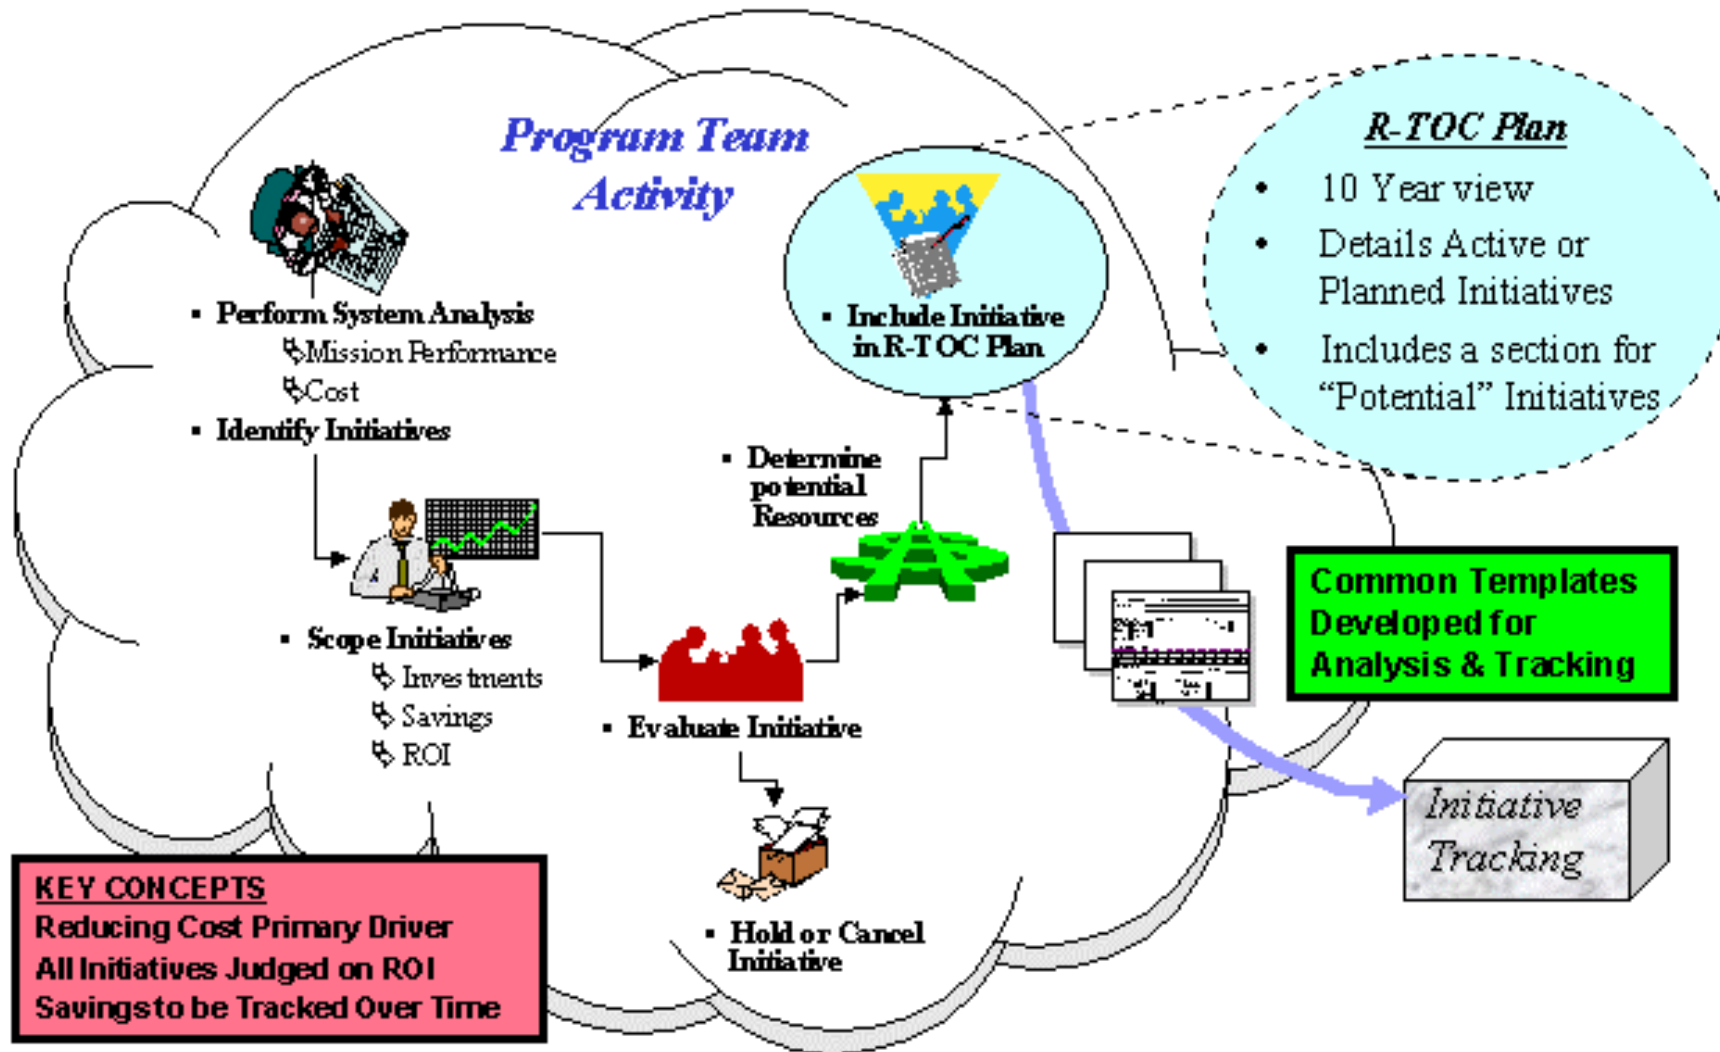 Program Team
Activity
▪ Perform System Analysis
Mission Performance
Cost
▪ Identify Initiatives
▪ Scope Initiatives
Investments
Savings
ROI
▪ Evaluate Initiative
▪ Hold or Cancel
Initiative
▪ Determine
potential
Resources
▪ Include Initiative
in R-TOC Plan
R-TOC Plan
• 10 Year view
• Details Active or
Planned Initiatives
• Includes a section for
“Potential” Initiatives
Common Templates
Developed for
Analysis & Tracking
Initiative
Tracking
KEY CONCEPTS
Reducing Cost Primary Driver
All Initiatives Judged on ROI
Savings to be Tracked Over Time